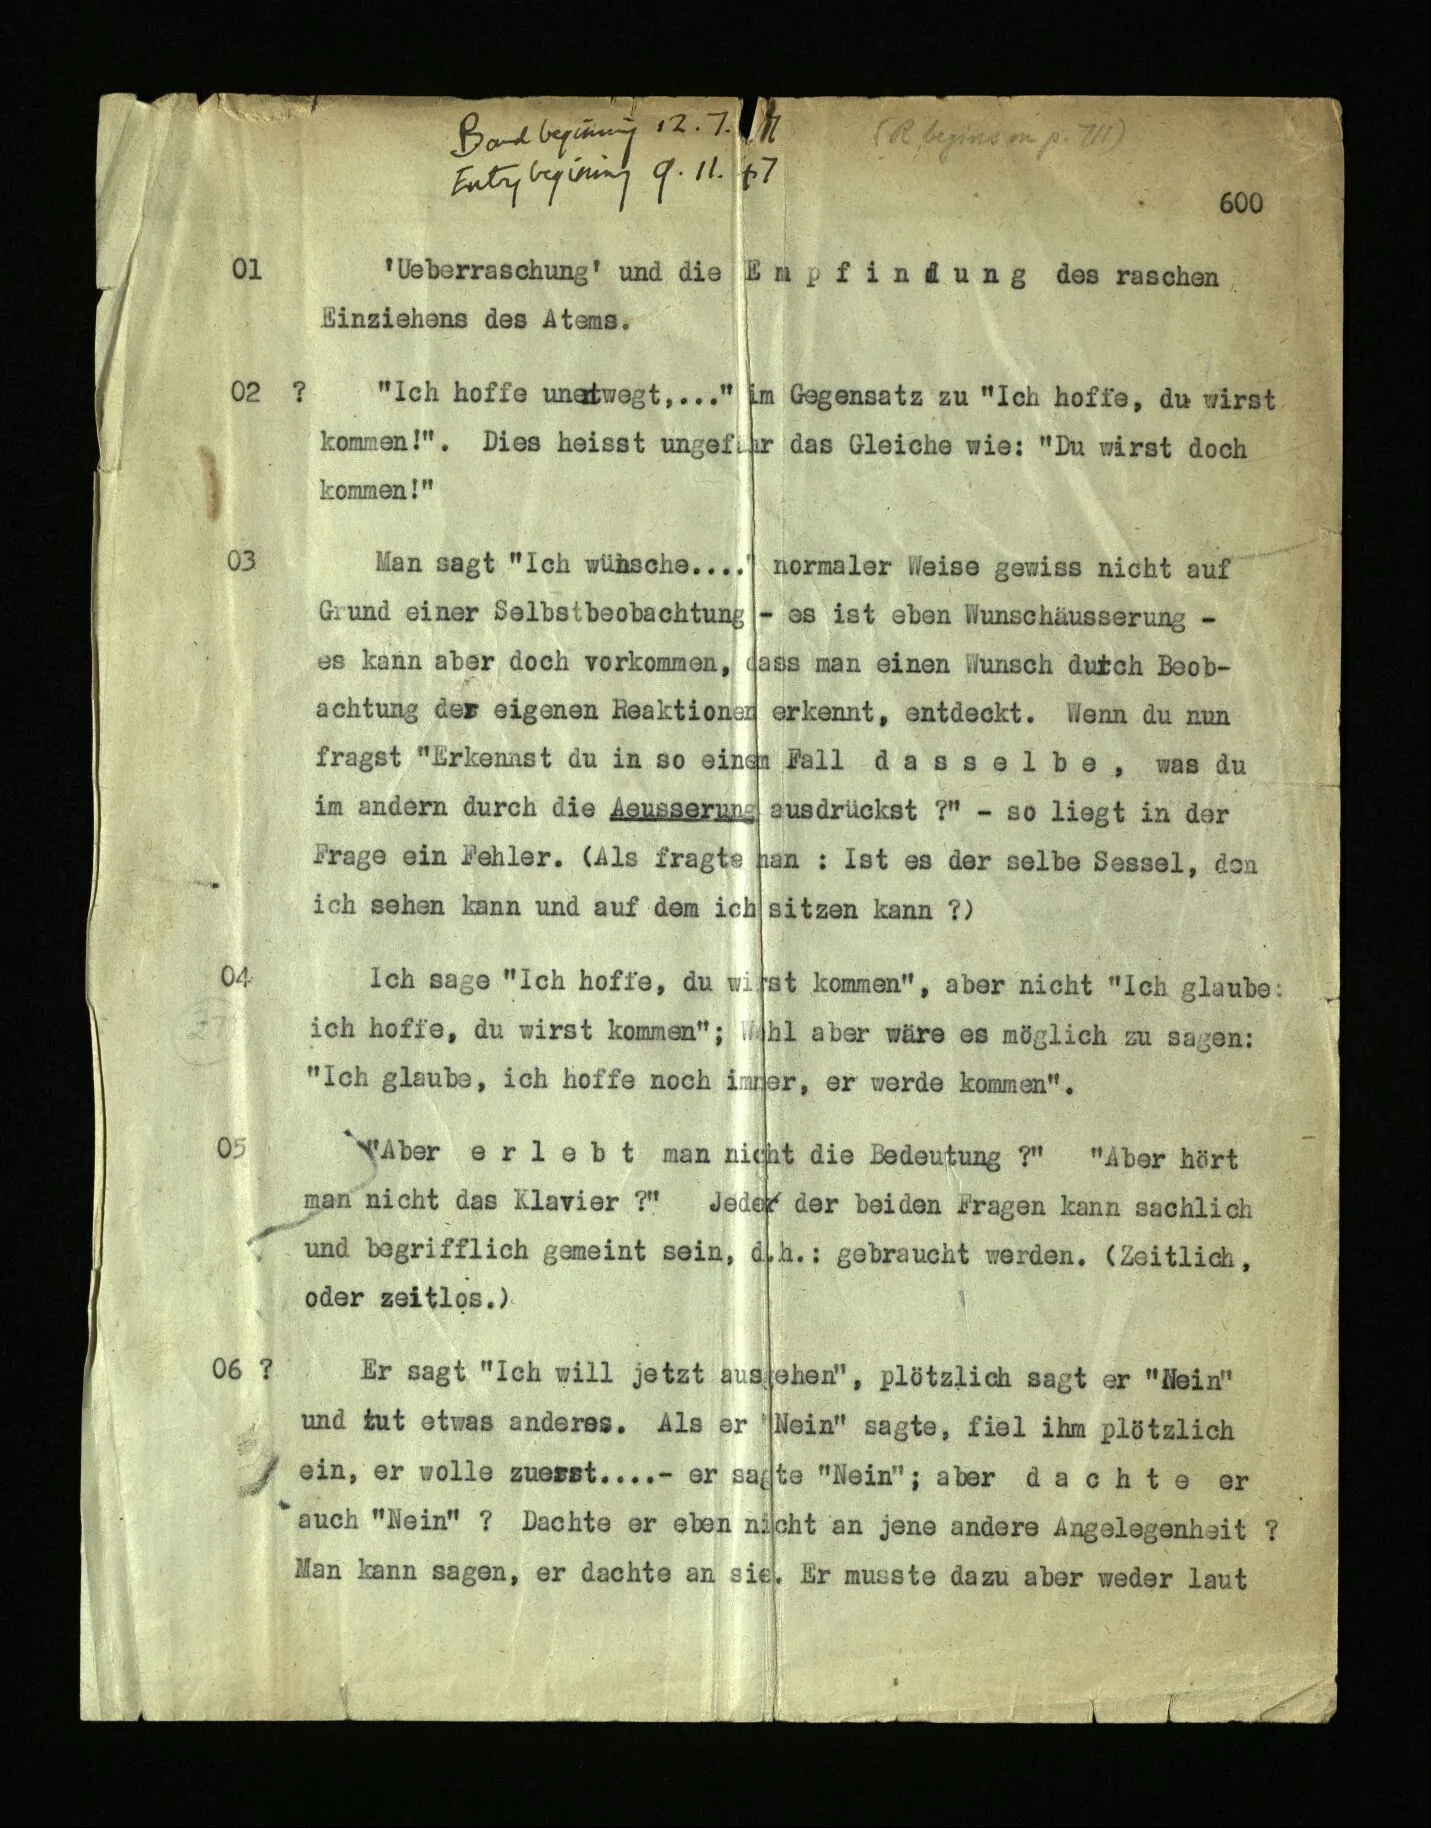 Band beginning 12.7.
(R begins on p. 711)
Entry beginning 9.11.47
600
01 'Ueberraschung' und die E m p f i n d u n g des raschen
Einziehens des Atems.
02 ? "Ich hoffe unentwegt,..." im Gegensatz zu "Ich hoffe, du wirst
kommen!". Dies heisst ungefähr das Gleiche wie: "Du wirst doch
kommen!"
03 Man sagt "Ich wünsche...." normaler Weise gewiss nicht auf
Grund einer Selbstbeobachtung - es ist eben Wunschäusserung -
es kann aber doch vorkommen, dass man einen Wunsch durch Beob-
achtung der eigenen Reaktionen erkennt, entdeckt. Wenn du nun
fragst "Erkennst du in so einem Fall d a s s e l b e , was du
im andern durch die Aeusserung ausdrückst ?" - so liegt in der
Frage ein Fehler. (Als fragte man : Ist es der selbe Sessel, den
ich sehen kann und auf dem ich sitzen kann ?)
04 Ich sage "Ich hoffe, du wirst kommen", aber nicht "Ich glaube:
ich hoffe, du wirst kommen"; Wohl aber wäre es möglich zu sagen:
"Ich glaube, ich hoffe noch immer, er werde kommen".
05 "Aber e r l e b t man nicht die Bedeutung ?" "Aber hört
man nicht das Klavier ?" Jede der beiden Fragen kann sachlich
und begrifflich gemeint sein, d.h.: gebraucht werden. (Zeitlich,
oder zeitlos.)
06 ? Er sagt "Ich will jetzt ausgehen", plötzlich sagt er "Nein"
und tut etwas anderes. Als er "Nein" sagte, fiel ihm plötzlich
ein, er wolle zuerst....- er sagte "Nein"; aber d a c h t e er
auch "Nein" ? Dachte er eben nicht an jene andere Angelegenheit ?
Man kann sagen, er dachte an sie. Er musste dazu aber weder laut